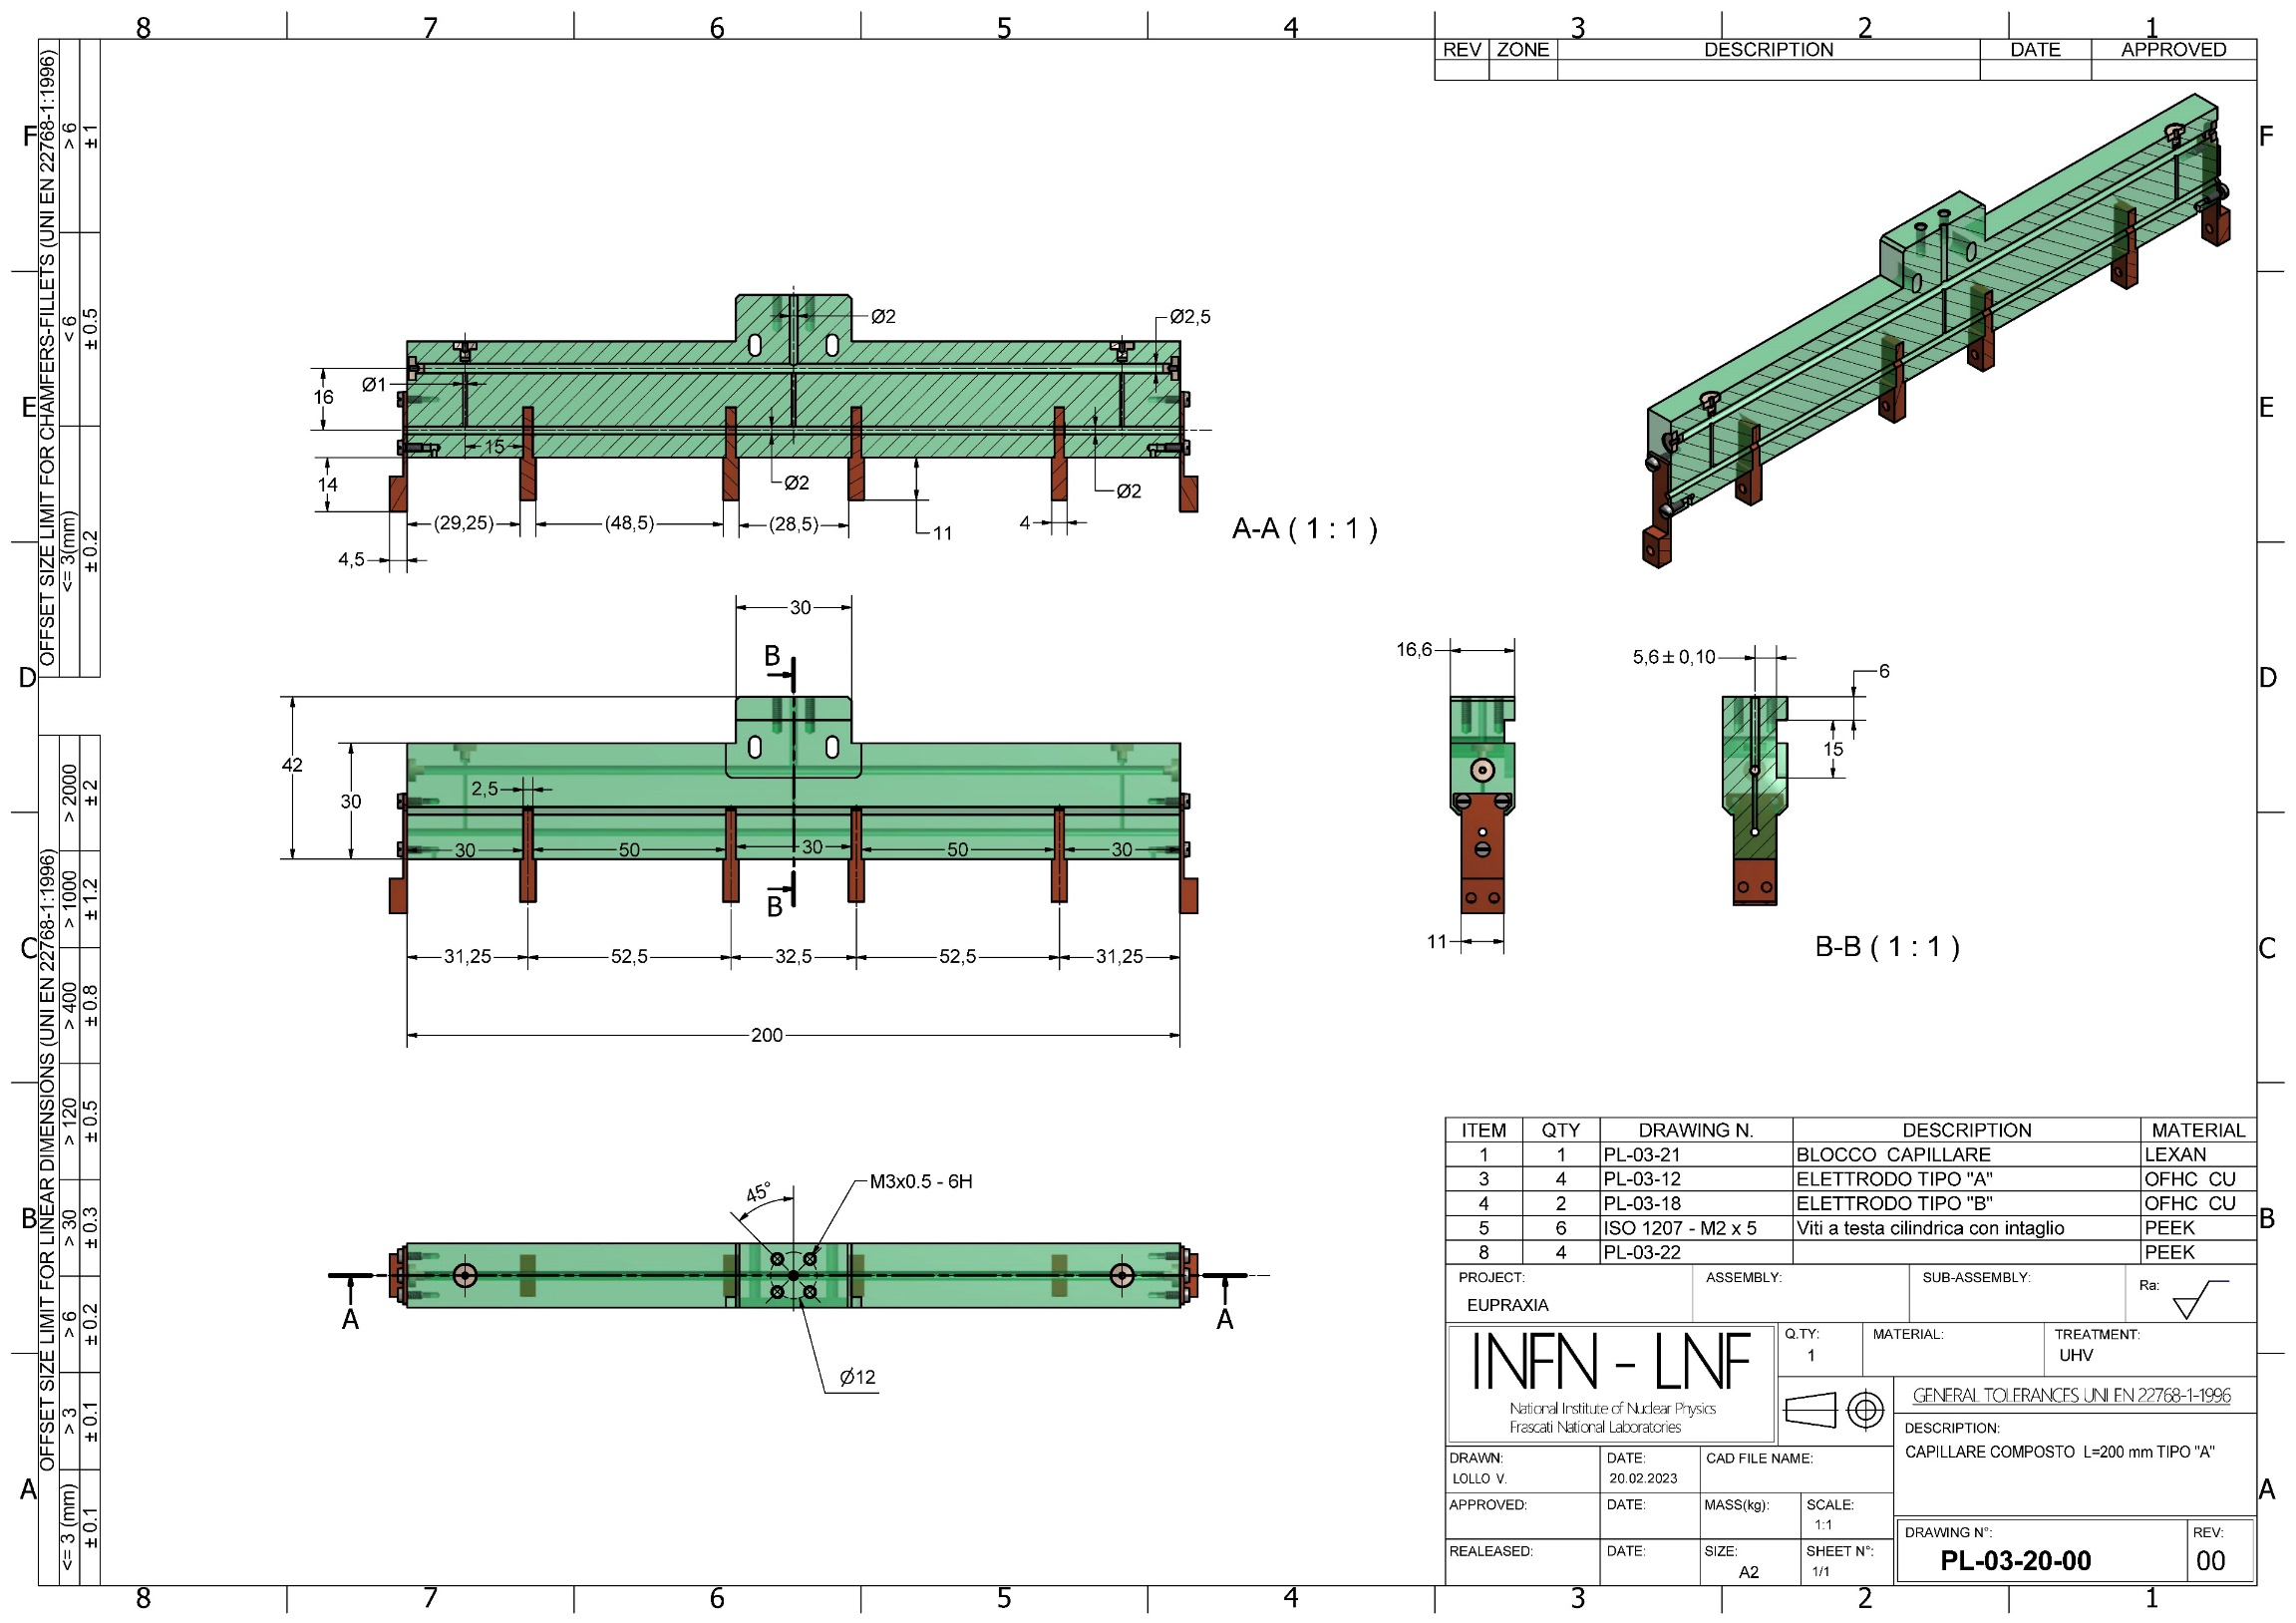 8 7 6 5 4 3 2 1
REV ZONE DESCRIPTION DATE APPROVED
F
E
D
C
B
A
F
E
D
C
B
A
OFFSET SIZE LIMIT FOR CHAMFERS-FILLETS (UNI EN 22768-1:1996)
<= 3(mm) < 6 > 6
± 0.2 ± 0.5 ± 1
OFFSET SIZE LIMIT FOR LINEAR DIMENSIONS (UNI EN 22768-1:1996)
<= 3 (mm) > 3 > 6 > 30 > 120 > 400 > 1000 > 2000
± 0.1 ± 0.1 ± 0.2 ± 0.3 ± 0.5 ± 0.8 ± 1.2 ± 2
Ø2
Ø2,5
Ø1
16
15
14
Ø2
Ø2
(29,25) (48,5) (28,5) 4 11
4,5
A-A ( 1 : 1 )
30
B
42
30
2,5
30 50 30 50 30
B
31,25 52,5 32,5 52,5 31,25
200
16,6
11
5,6 ± 0,10
6
15
B-B ( 1 : 1 )
45°
M3x0.5 - 6H
A A
Ø12
ITEM QTY DRAWING N. DESCRIPTION MATERIAL
1 1 PL-03-21 BLOCCO CAPILLARE LEXAN
3 4 PL-03-12 ELETTRODO TIPO "A" OFHC CU
4 2 PL-03-18 ELETTRODO TIPO "B" OFHC CU
5 6 ISO 1207 - M2 x 5 Viti a testa cilindrica con intaglio PEEK
8 4 PL-03-22 PEEK
PROJECT: ASSEMBLY: SUB-ASSEMBLY: Ra:
EUPRAXIA
INFN - LNF
National Institute of Nuclear Physics
Frascati National Laboratories
Q.TY: MATERIAL: TREATMENT:
1 UHV
GENERAL TOLERANCES UNI EN 22768-1-1996
DESCRIPTION:
CAPILLARE COMPOSTO L=200 mm TIPO "A"
DRAWN: DATE: CAD FILE NAME:
LOLLO V. 20.02.2023
APPROVED: DATE: MASS(kg): SCALE:
1:1
REALEASED: DATE: SIZE: SHEET N°:
A2 1/1
DRAWING N°: REV:
PL-03-20-00 00
8 7 6 5 4 3 2 1